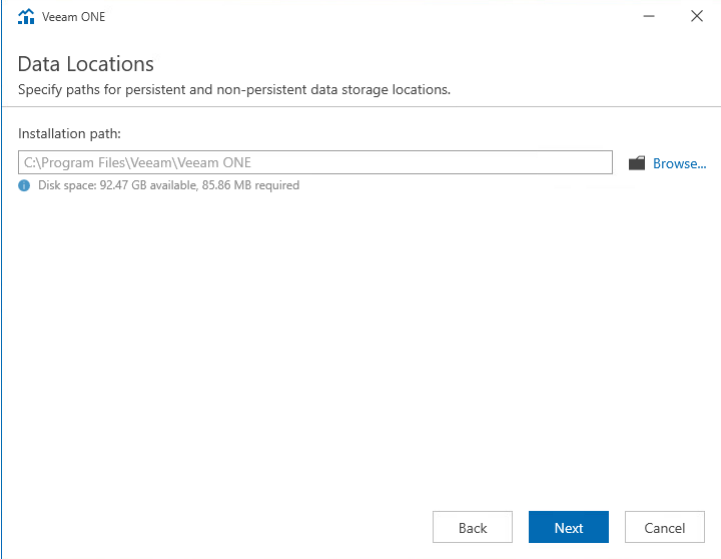 Veeam ONE
Data Locations
Specify paths for persistent and non-persistent data storage locations.
Installation path:
C:\Program Files\Veeam\Veeam ONE
Browse...
Disk space: 92.47 GB available, 85.86 MB required
Back
Next
Cancel